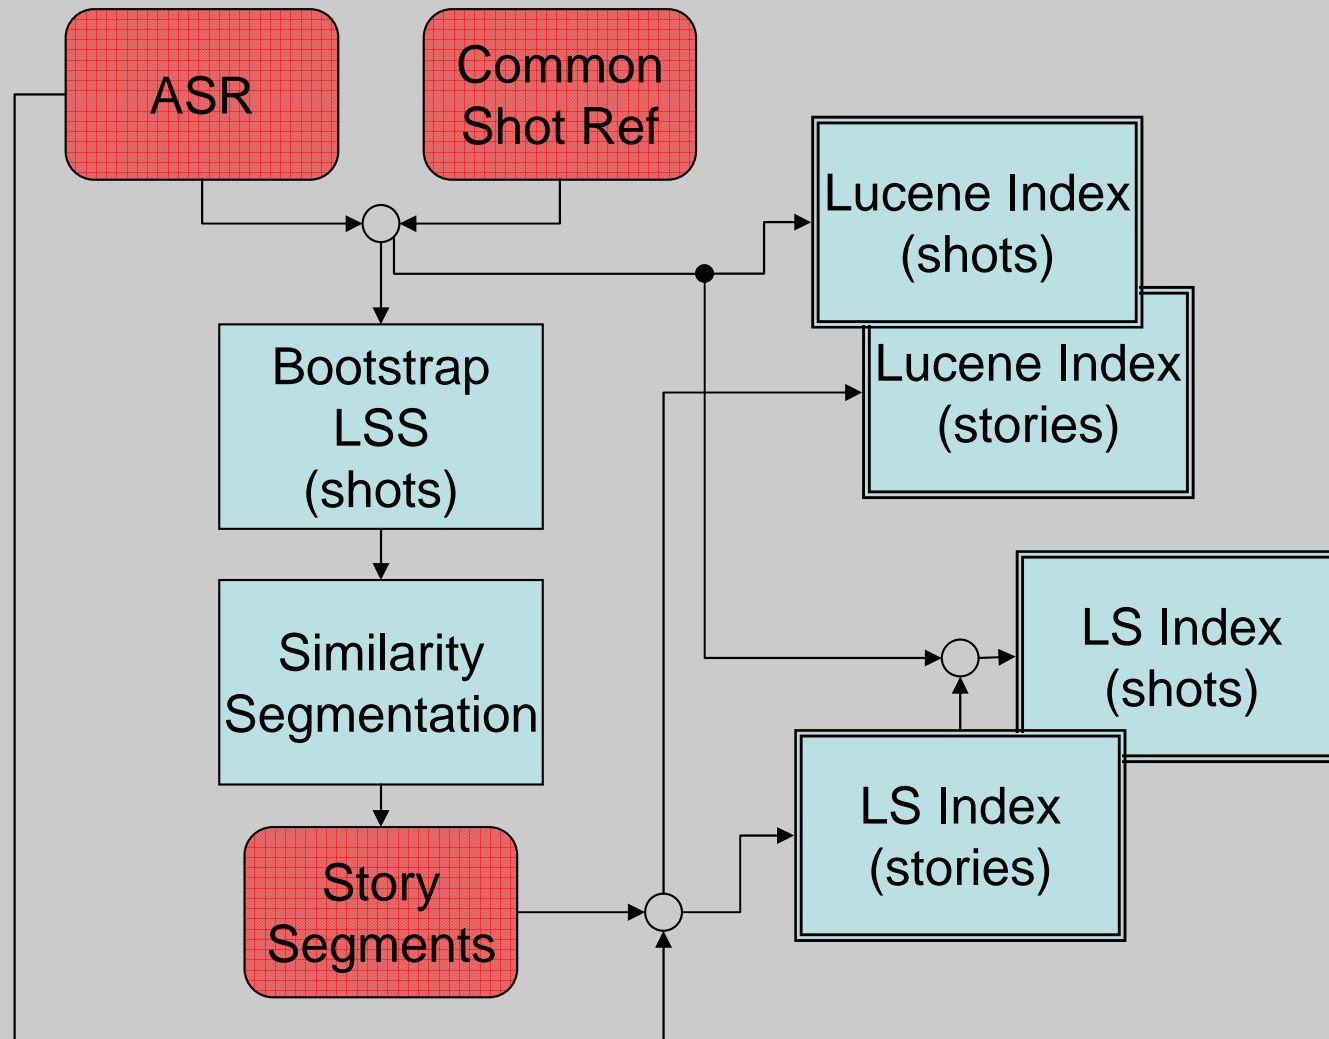 ASR
Common
Shot Ref
Lucene Index
(shots)
Lucene Index
(stories)
Bootstrap
LSS
(shots)
Similarity
Segmentation
LS Index
(shots)
LS Index
(stories)
Story
Segments